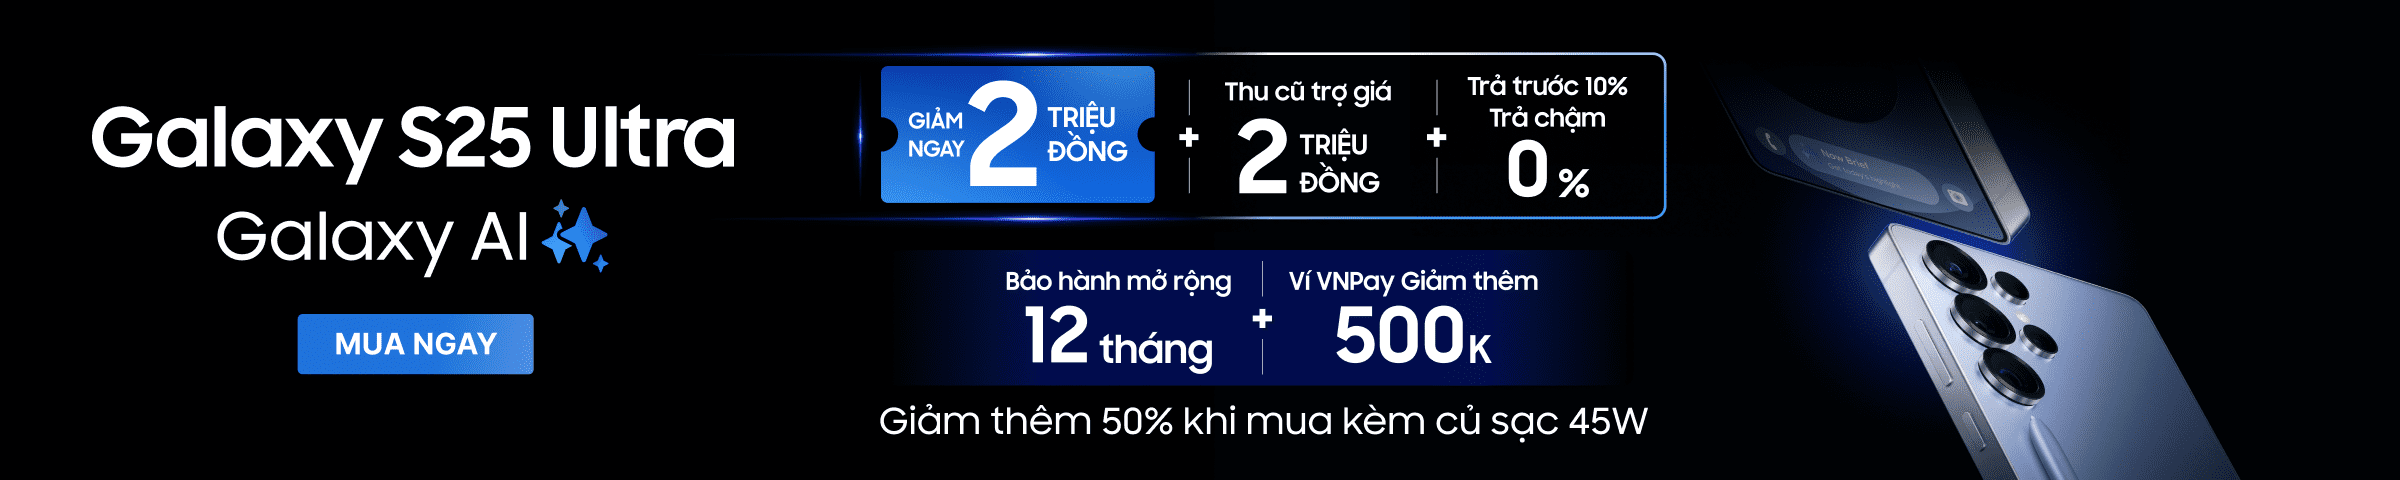 Galaxy S25 Ultra
Galaxy AI
MUA NGAY
GIẢM NGAY 2 TRIỆU ĐỒNG
+
Thu cũ trợ giá
2 TRIỆU ĐỒNG
+
Trả trước 10%
Trả chậm
0%
Bảo hành mở rộng
12 tháng
+
Ví VNPay Giảm thêm
500K
Giảm thêm 50% khi mua kèm củ sạc 45W
Now Brief